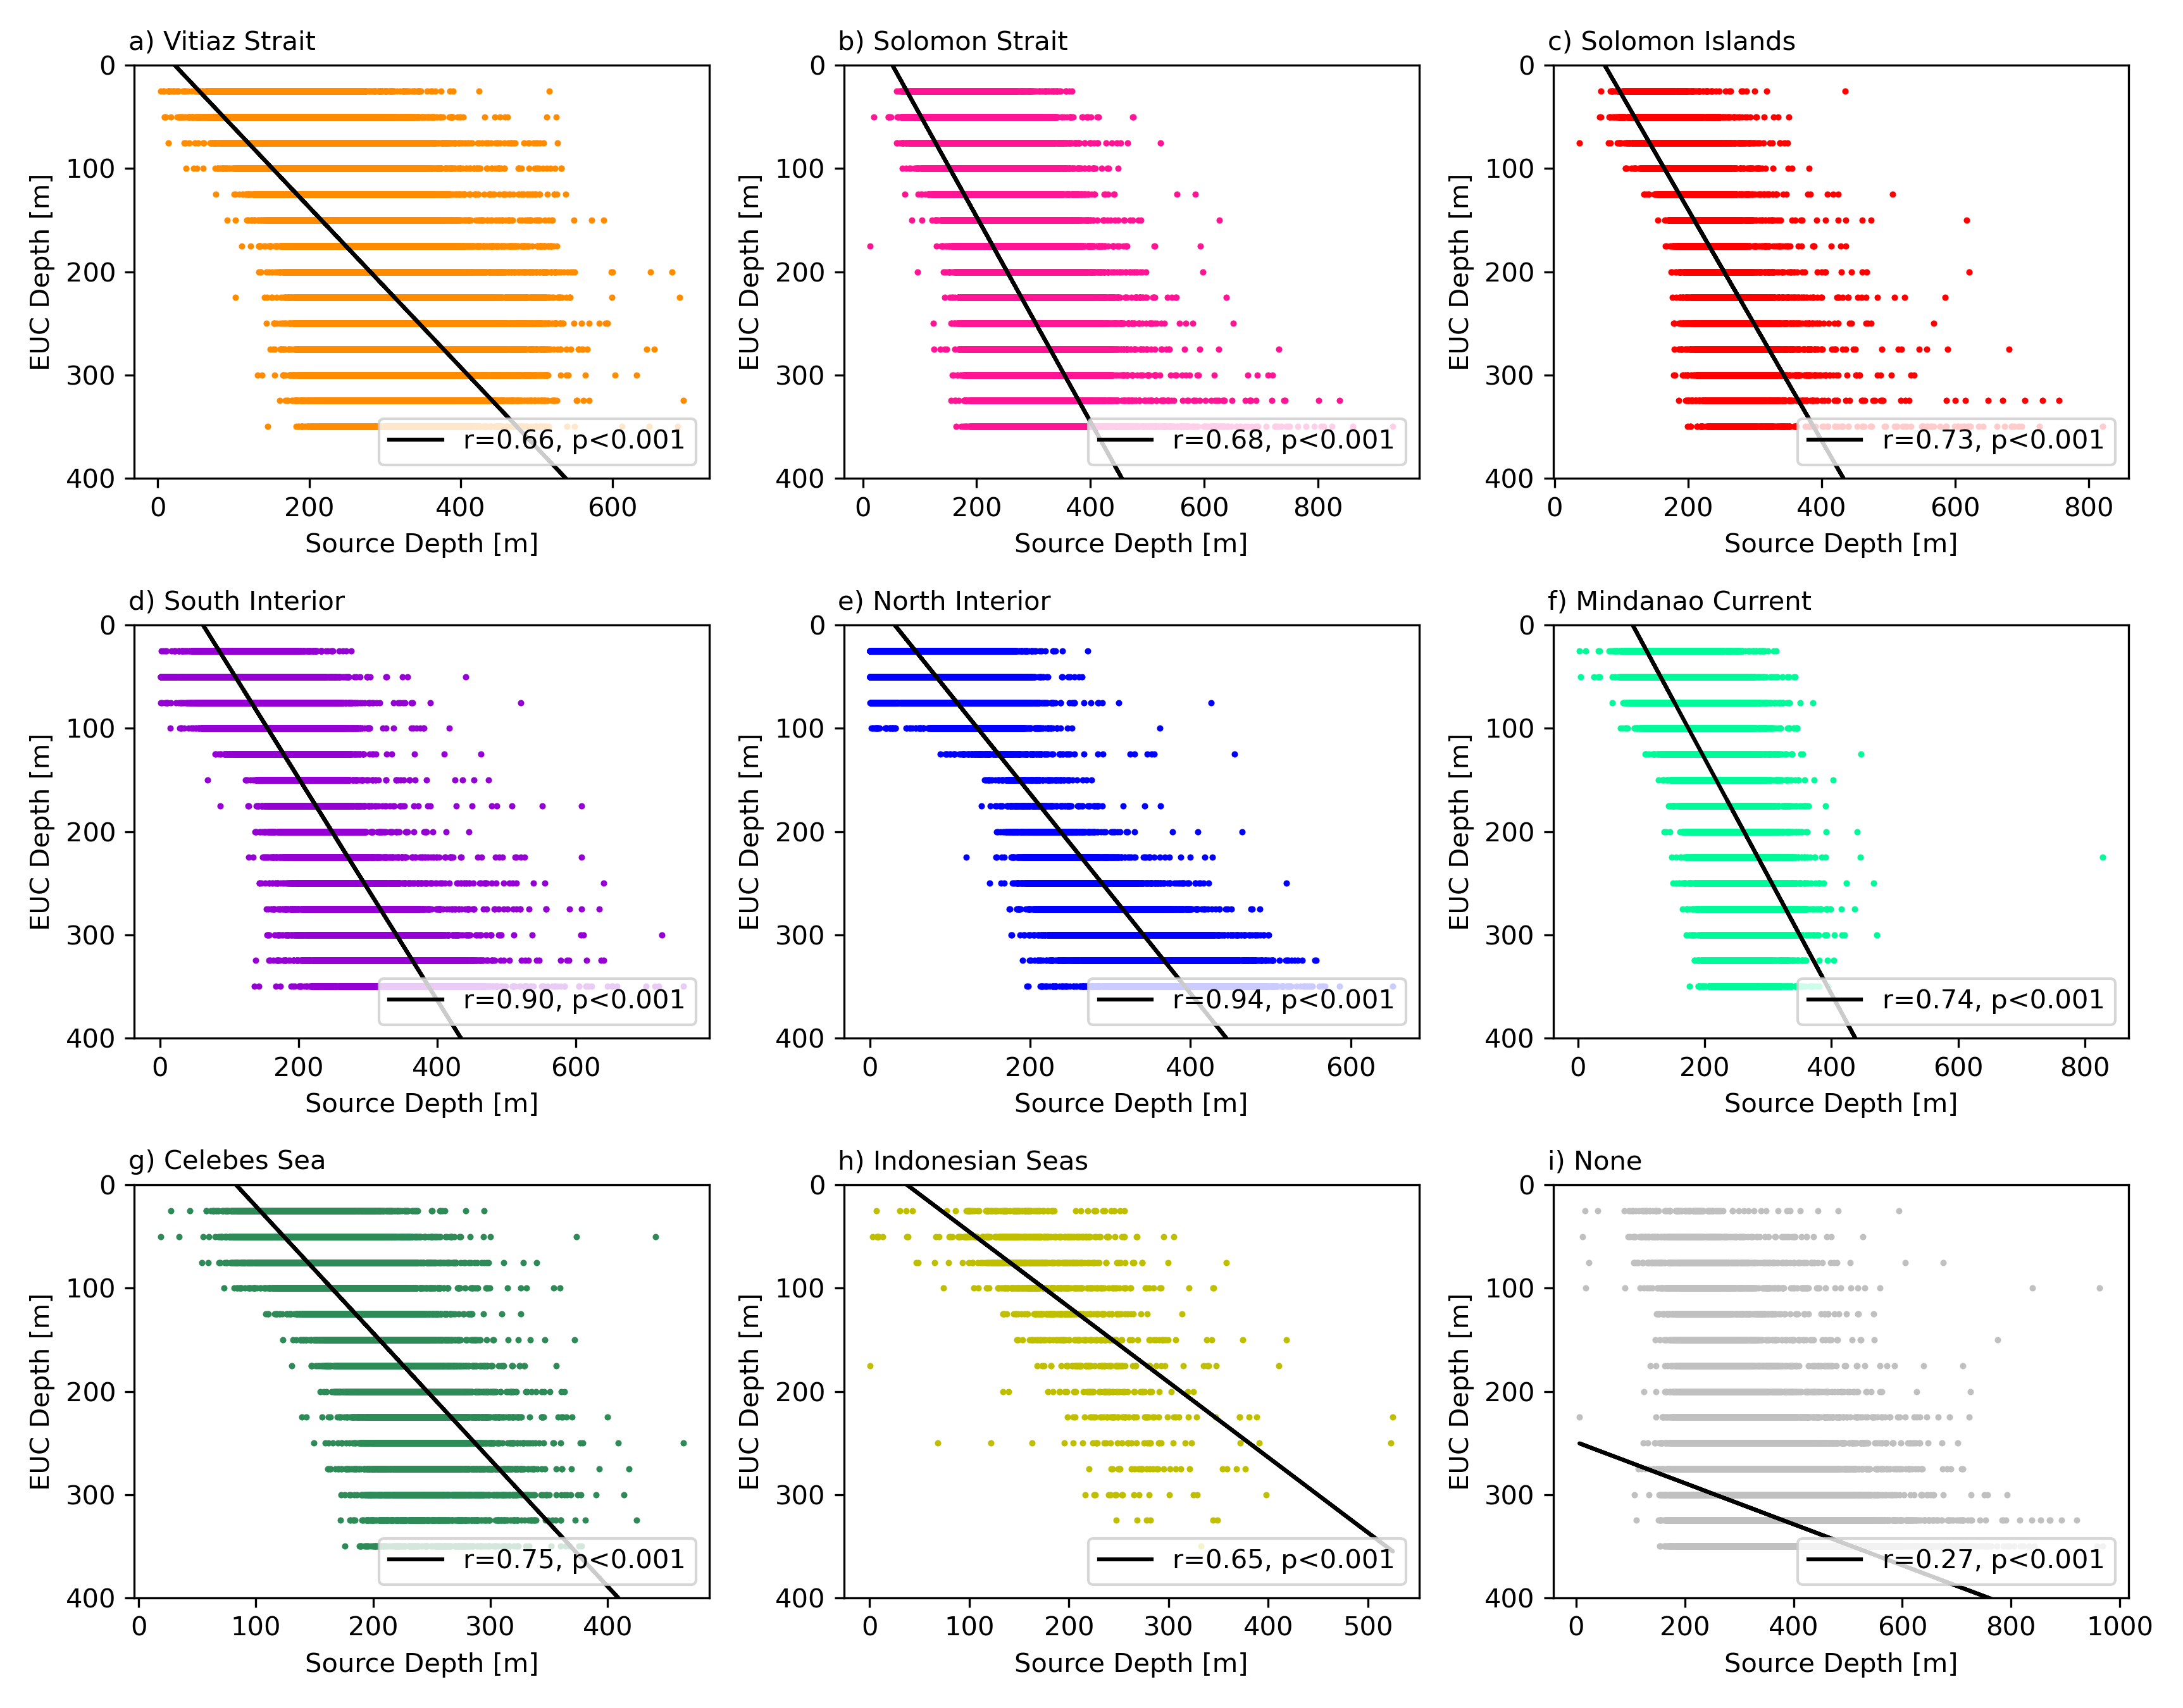 a) Vitiaz Strait
0
100
200
300
400
EUC Depth [m]
r=0.66, p<0.001
0 200 400 600
Source Depth [m]
b) Solomon Strait
0
100
200
300
400
EUC Depth [m]
r=0.68, p<0.001
0 200 400 600 800
Source Depth [m]
c) Solomon Islands
0
100
200
300
400
EUC Depth [m]
r=0.73, p<0.001
0 200 400 600 800
Source Depth [m]
d) South Interior
0
100
200
300
400
EUC Depth [m]
r=0.90, p<0.001
0 200 400 600
Source Depth [m]
e) North Interior
0
100
200
300
400
EUC Depth [m]
r=0.94, p<0.001
0 200 400 600
Source Depth [m]
f) Mindanao Current
0
100
200
300
400
EUC Depth [m]
r=0.74, p<0.001
0 200 400 600 800
Source Depth [m]
g) Celebes Sea
0
100
200
300
400
EUC Depth [m]
r=0.75, p<0.001
0 100 200 300 400
Source Depth [m]
h) Indonesian Seas
0
100
200
300
400
EUC Depth [m]
r=0.65, p<0.001
0 100 200 300 400 500
Source Depth [m]
i) None
0
100
200
300
400
EUC Depth [m]
r=0.27, p<0.001
0 200 400 600 800 1000
Source Depth [m]